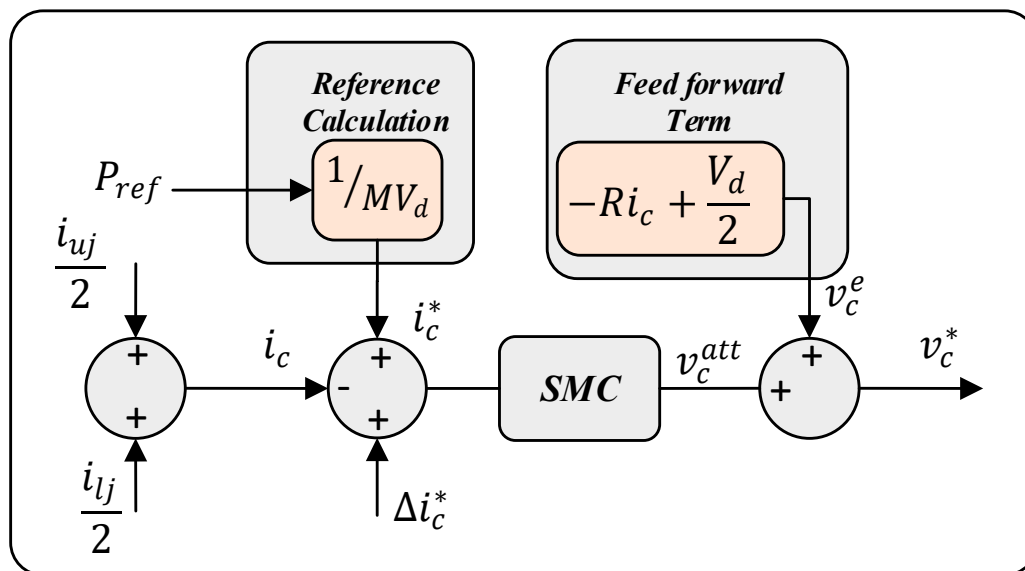 Reference
Calculation
Feed forward
Term
P_ref
1/MV_d
-Ri_c + V_d/2
i_uj/2
i_c^*
v_c^e
i_c
+
+
-
+
+
SMC
v_c^att
+
+
v_c^*
i_lj/2
Δi_c^*